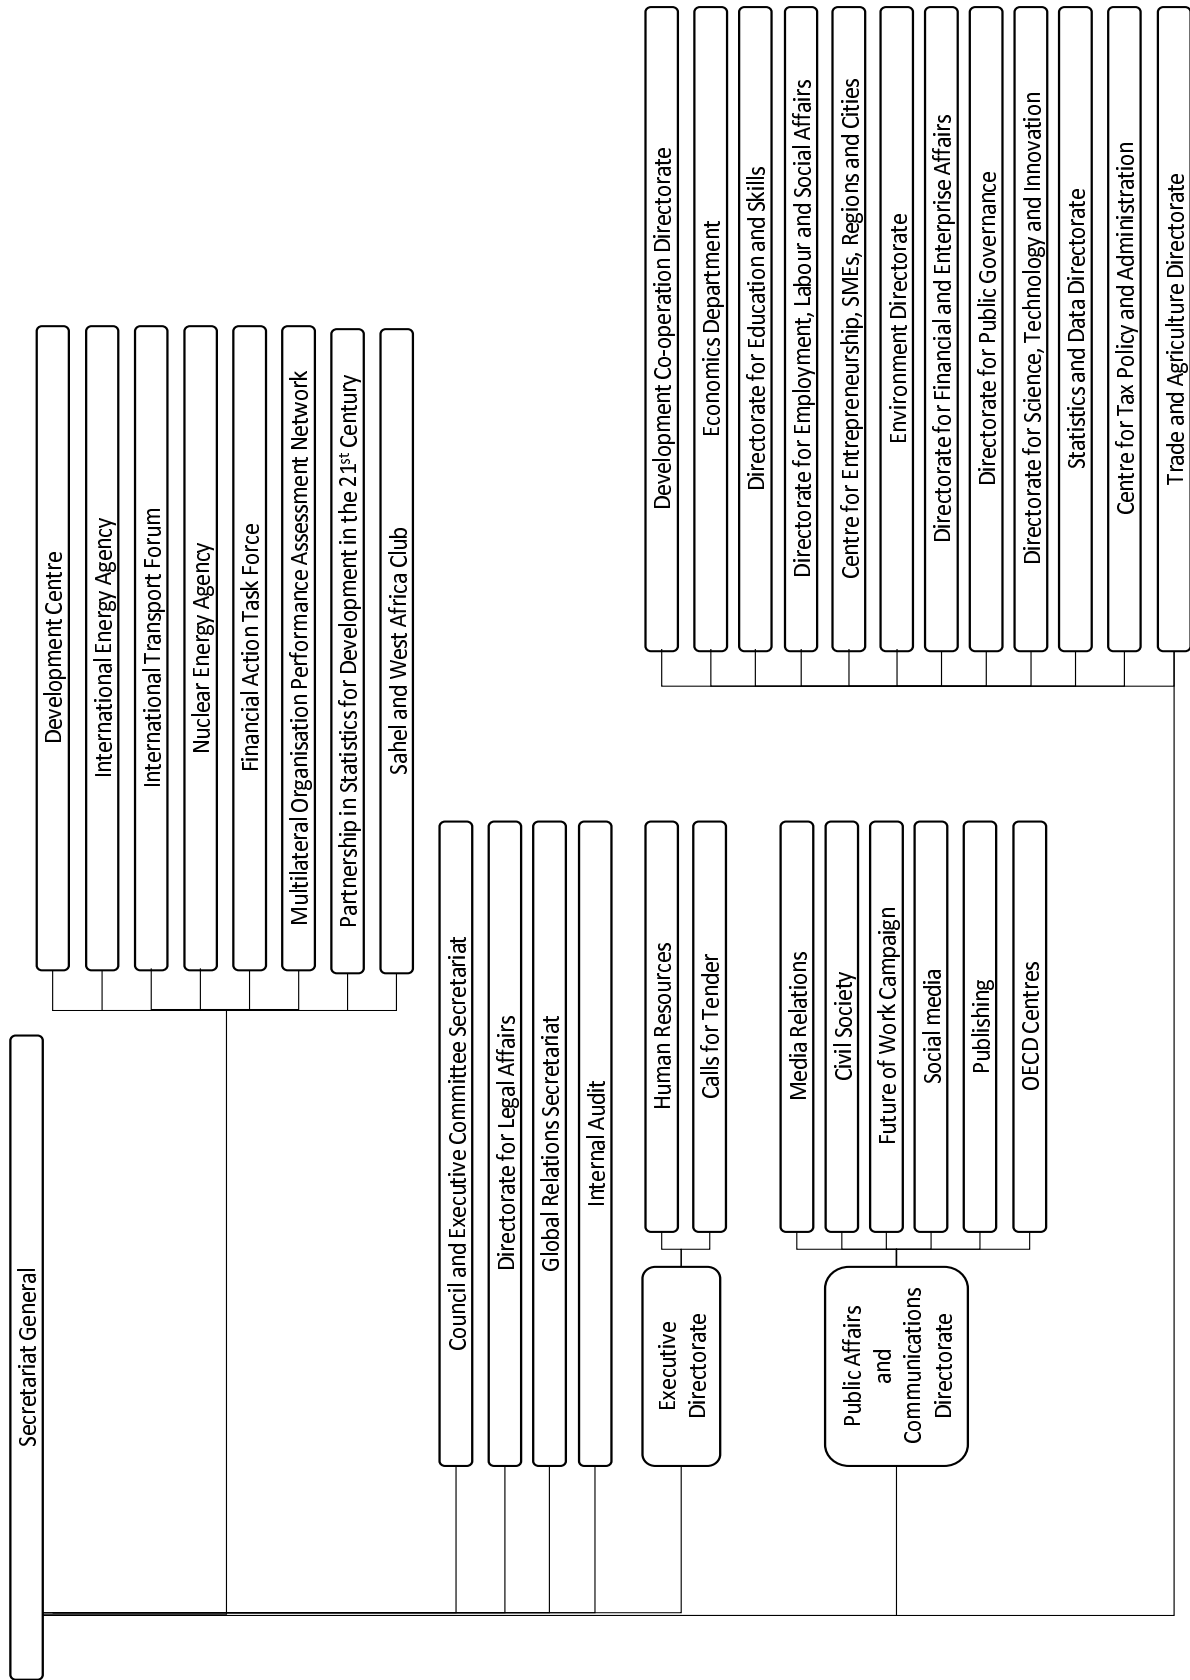 Secretariat General
Development Centre
International Energy Agency
International Transport Forum
Nuclear Energy Agency
Financial Action Task Force
Multilateral Organisation Performance Assessment Network
Partnership in Statistics for Development in the 21st Century
Sahel and West Africa Club
Council and Executive Committee Secretariat
Directorate for Legal Affairs
Global Relations Secretariat
Internal Audit
Executive
Directorate
Human Resources
Calls for Tender
Public Affairs
and
Communications
Directorate
Media Relations
Civil Society
Future of Work Campaign
Social media
Publishing
OECD Centres
Development Co-operation Directorate
Economics Department
Directorate for Education and Skills
Directorate for Employment, Labour and Social Affairs
Centre for Entrepreneurship, SMEs, Regions and Cities
Environment Directorate
Directorate for Financial and Enterprise Affairs
Directorate for Public Governance
Directorate for Science, Technology and Innovation
Statistics and Data Directorate
Centre for Tax Policy and Administration
Trade and Agriculture Directorate